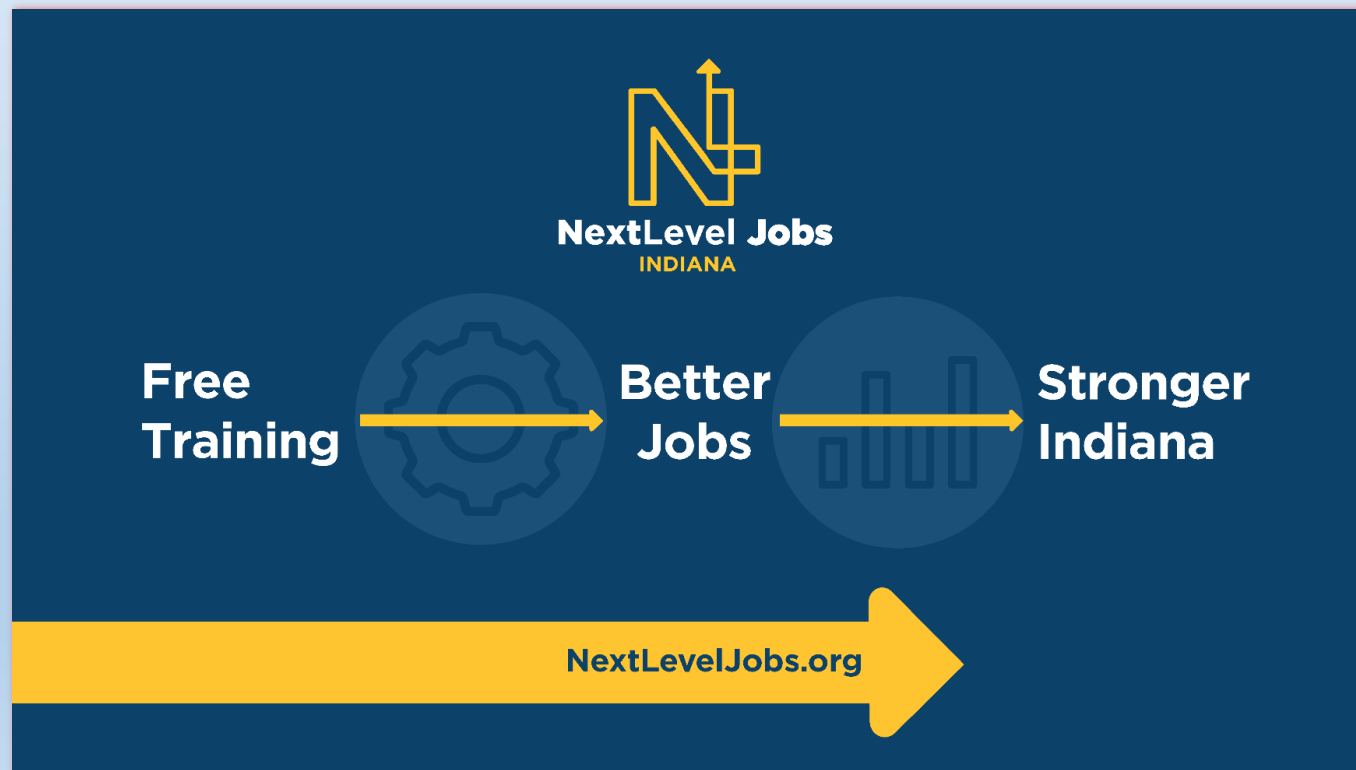 NextLevel Jobs
INDIANA
Free
Training
Better
Jobs
Stronger
Indiana
NextLevelJobs.org